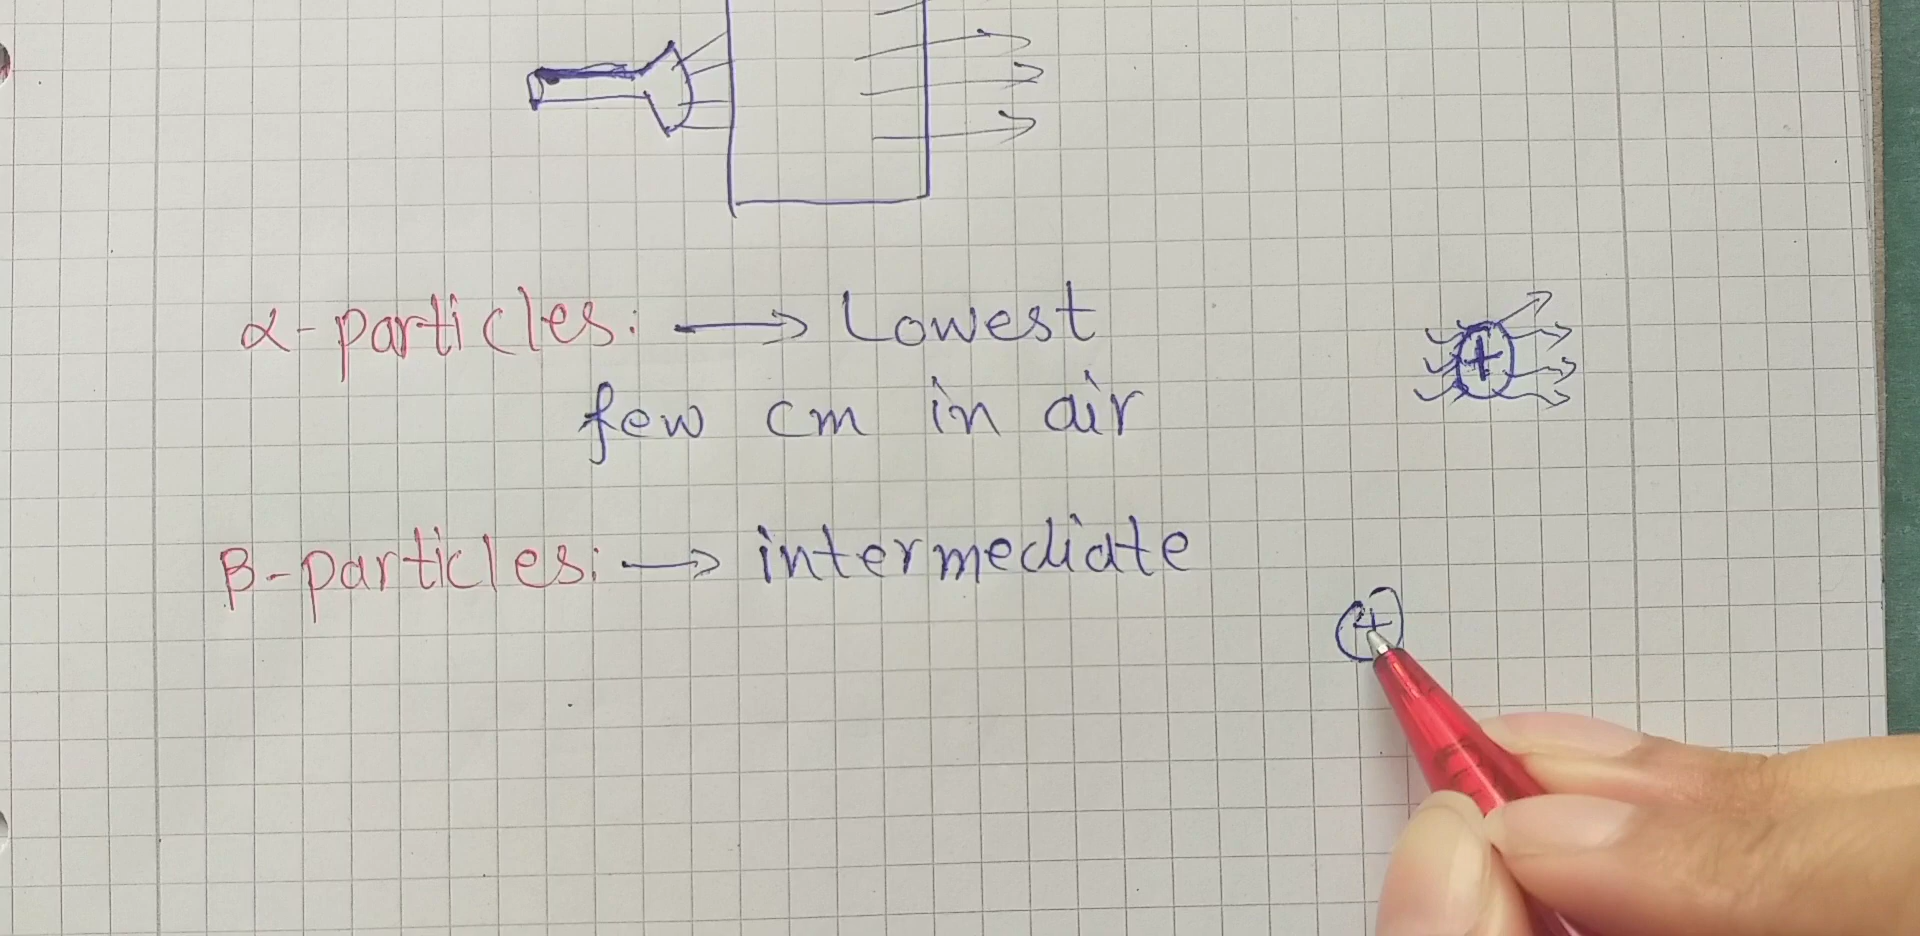 α-particles: → Lowest
few cm in air
+
β-particles: → intermediate
+